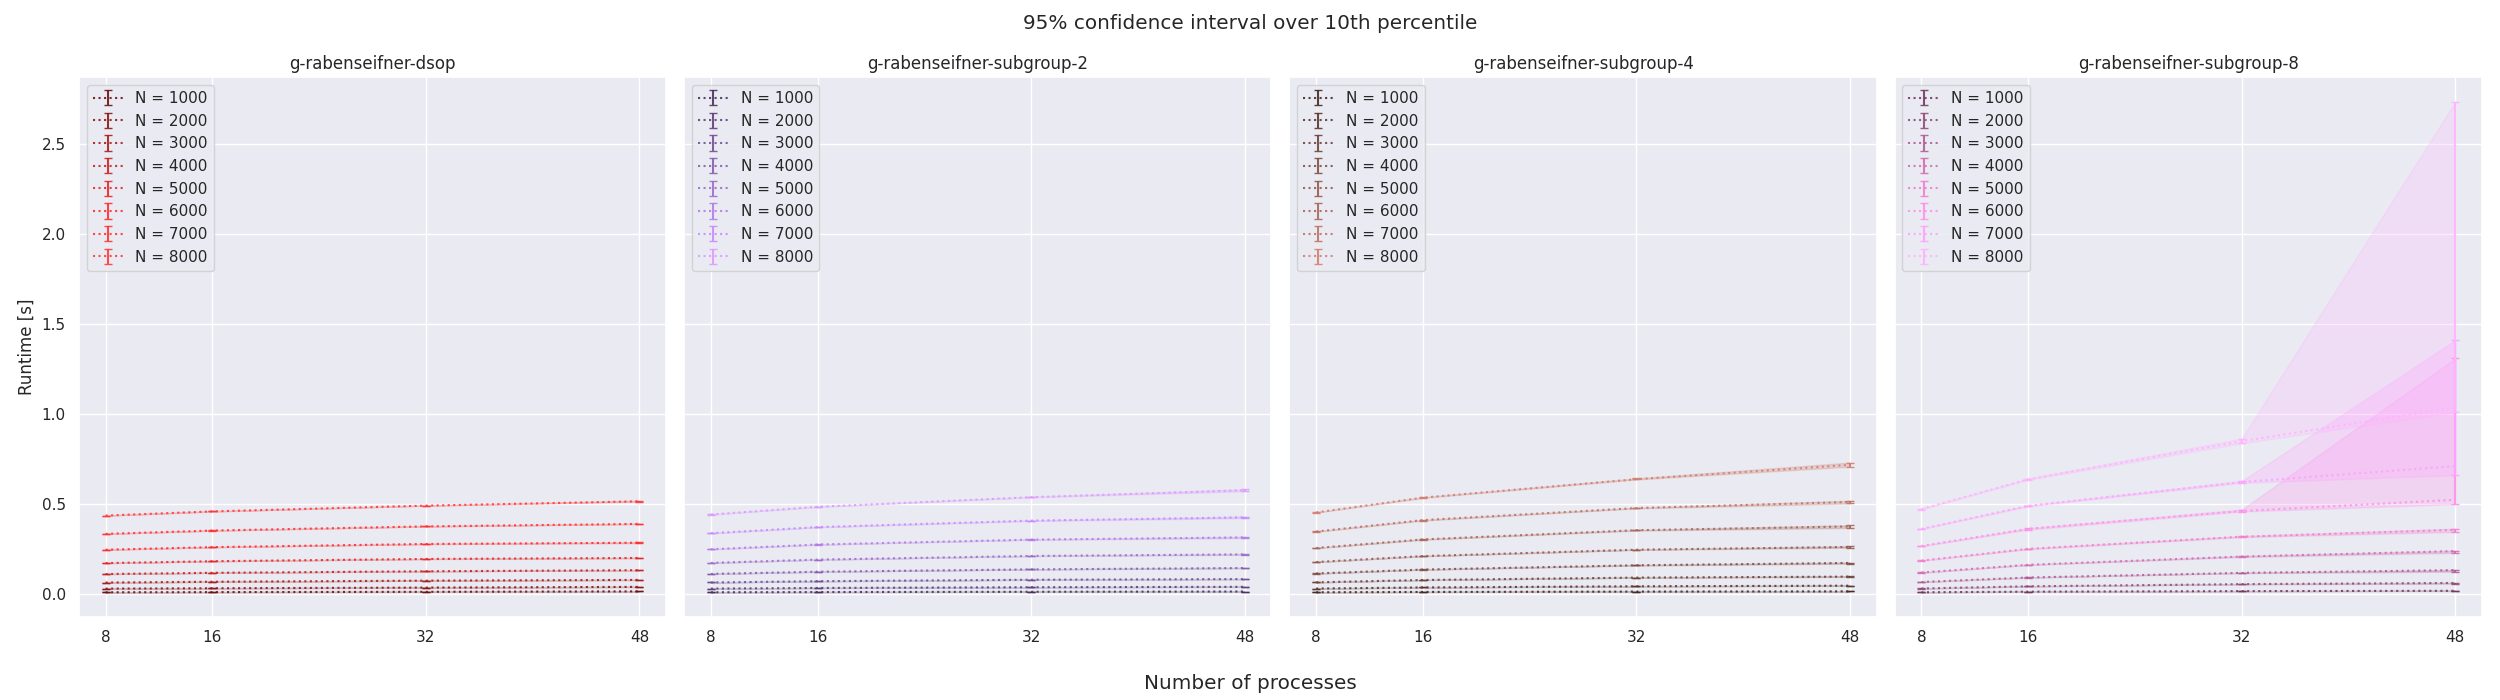 95% confidence interval over 10th percentile
g-rabenseifner-dsop
N = 1000
N = 2000
N = 3000
N = 4000
N = 5000
N = 6000
N = 7000
N = 8000
g-rabenseifner-subgroup-2
N = 1000
N = 2000
N = 3000
N = 4000
N = 5000
N = 6000
N = 7000
N = 8000
g-rabenseifner-subgroup-4
N = 1000
N = 2000
N = 3000
N = 4000
N = 5000
N = 6000
N = 7000
N = 8000
g-rabenseifner-subgroup-8
N = 1000
N = 2000
N = 3000
N = 4000
N = 5000
N = 6000
N = 7000
N = 8000
Runtime [s]
2.5
2.0
1.5
1.0
0.5
0.0
8 16 32 48
8 16 32 48
8 16 32 48
8 16 32 48
Number of processes